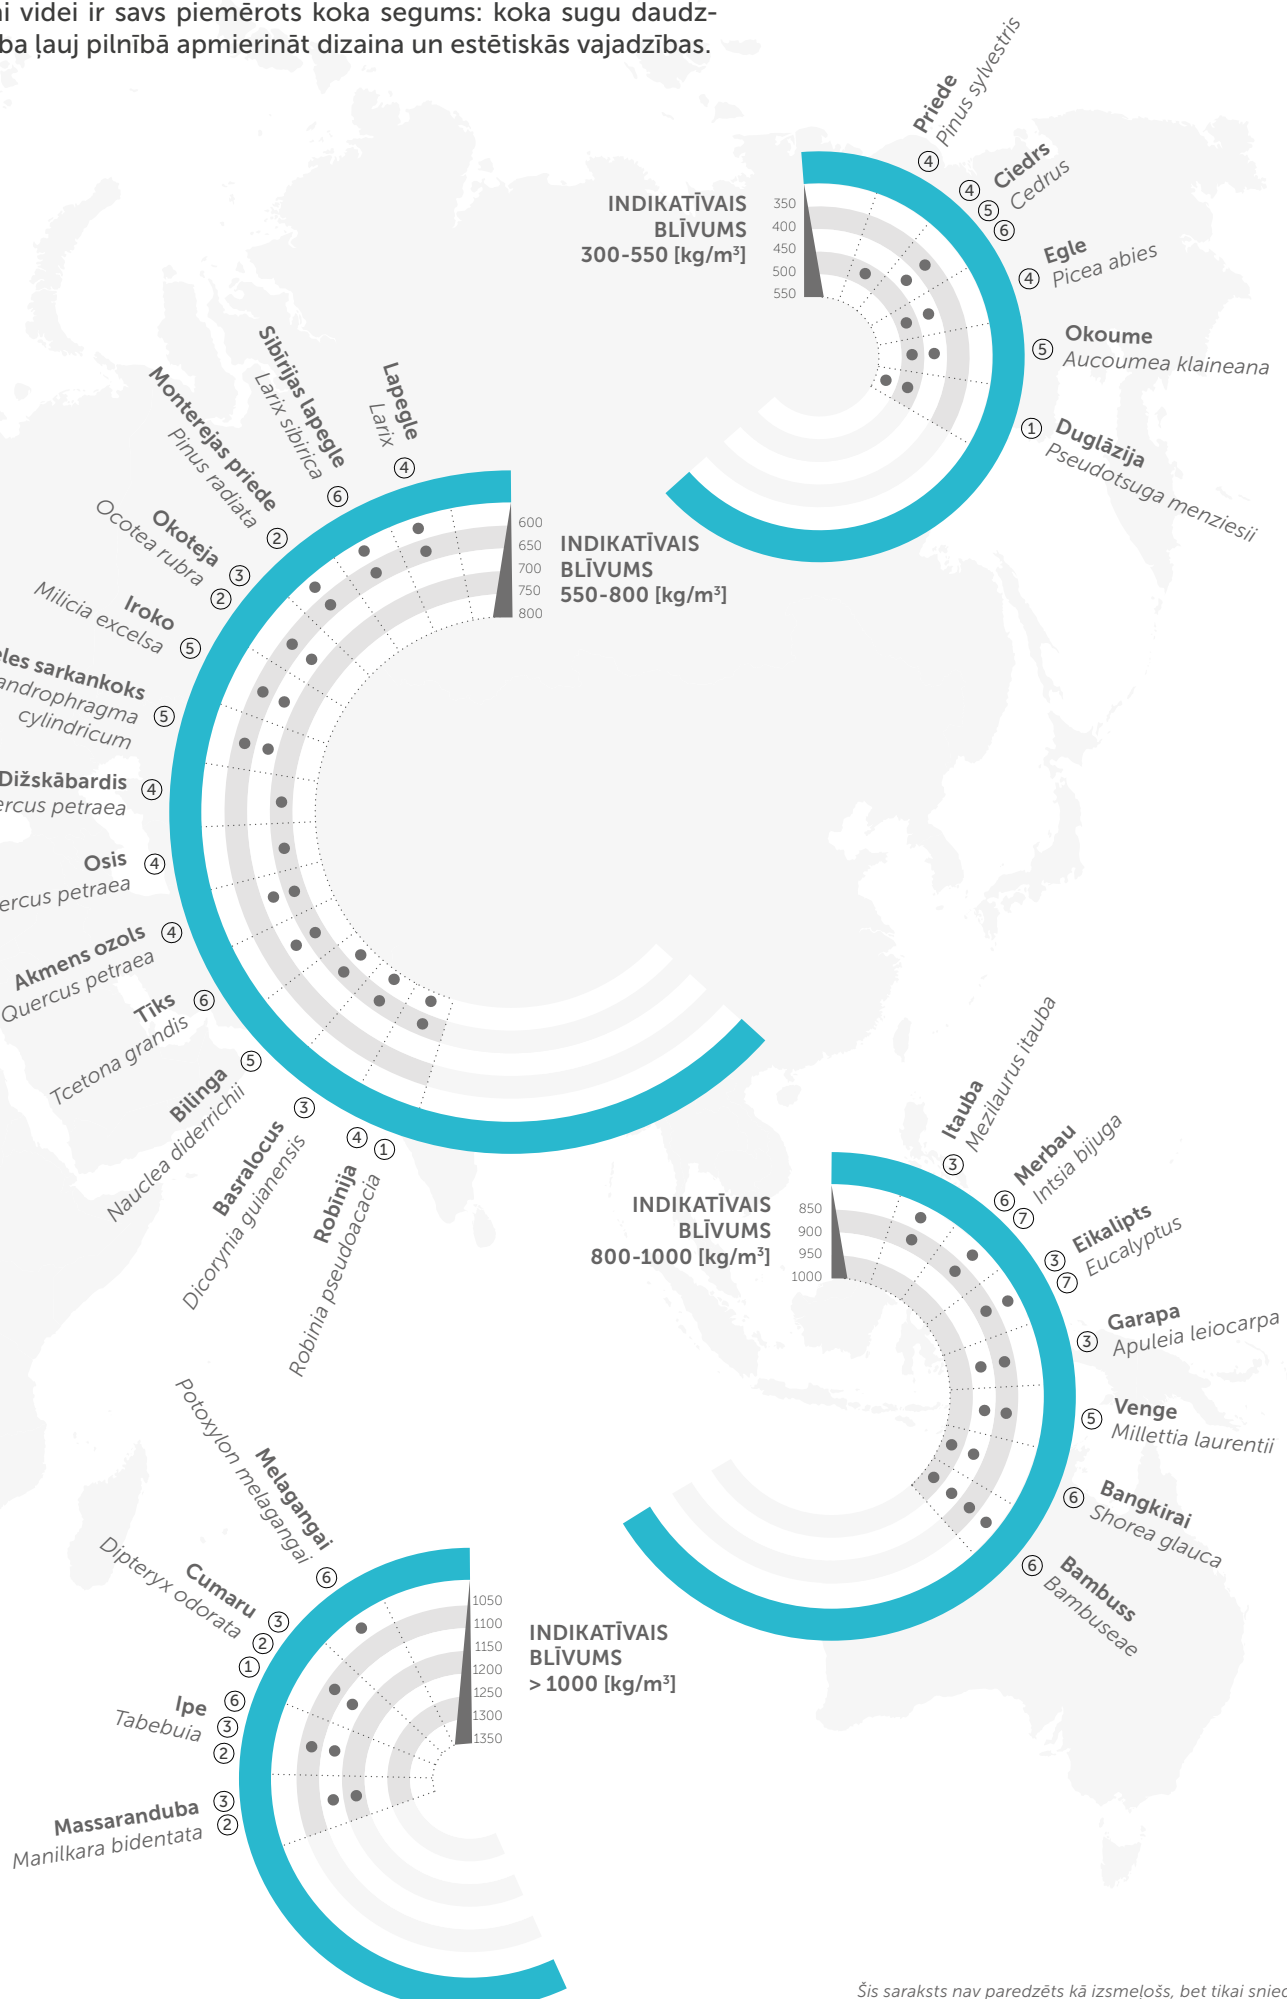 ni videi ir savs piemērots koka segums: koka sugu daudz-
ba ļauj pilnībā apmierināt dizaina un estētiskās vajadzības.
INDIKATĪVAIS
BLĪVUMS
300-550 [kg/m³]
350
400
450
500
550
Priede
Pinus sylvestris
4
Ciedrs
Cedrus
4
5
6
Egle
Picea abies
4
Okoume
Aucoumea klaineana
5
Duglāzija
Pseudotsuga menziesii
1
INDIKATĪVAIS
BLĪVUMS
550-800 [kg/m³]
600
650
700
750
800
Lapegle
Larix
4
Sibīrijas lapegle
Larix sibirica
6
Monterejas priede
Pinus radiata
2
Okoteja
Ocotea rubra
3
2
Iroko
Milicia excelsa
5
les sarkankoks
androphragma
cylindricum
5
Dižskābardis
ercus petraea
4
Osis
ercus petraea
4
Akmens ozols
Quercus petraea
4
Tīks
Tcetona grandis
6
Bilinga
Nauclea diderrichii
5
Basralocus
Dicorynia guianensis
3
Robīnija
Robinia pseudoacacia
4
1
INDIKATĪVAIS
BLĪVUMS
800-1000 [kg/m³]
850
900
950
1000
Itauba
Mezilaurus itauba
3
Merbau
Intsia bijuga
6
7
Eikalipts
Eucalyptus
3
7
Garapa
Apuleia leiocarpa
3
Venge
Millettia laurentii
5
Bangkirai
Shorea glauca
6
Bambuss
Bambuseae
6
INDIKATĪVAIS
BLĪVUMS
> 1000 [kg/m³]
1050
1100
1150
1200
1250
1300
1350
Melagangai
Potoxylon melagangai
6
Cumaru
Dipteryx odorata
3
2
1
Ipe
Tabebuia
6
3
2
Massaranduba
Manilkara bidentata
3
2
Šis saraksts nav paredzēts kā izsmeļošs, bet tikai snied